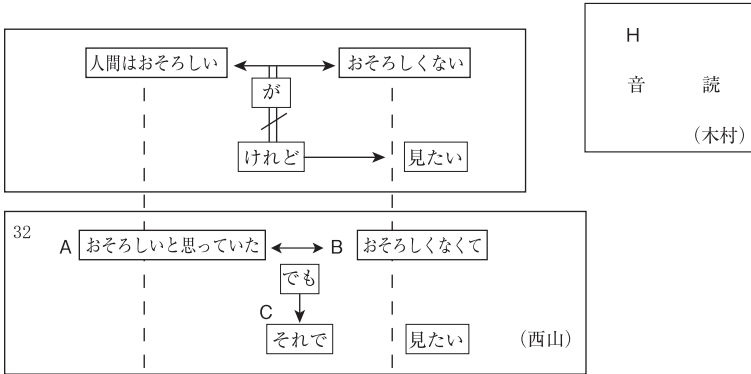 人間はおそろしい
おそろしくない
が
けれど
見たい
H
音 読
(木村)
32
A
おそろしいと思っていた
B
おそろしくなくて
でも
C
それで
見たい
(西山)